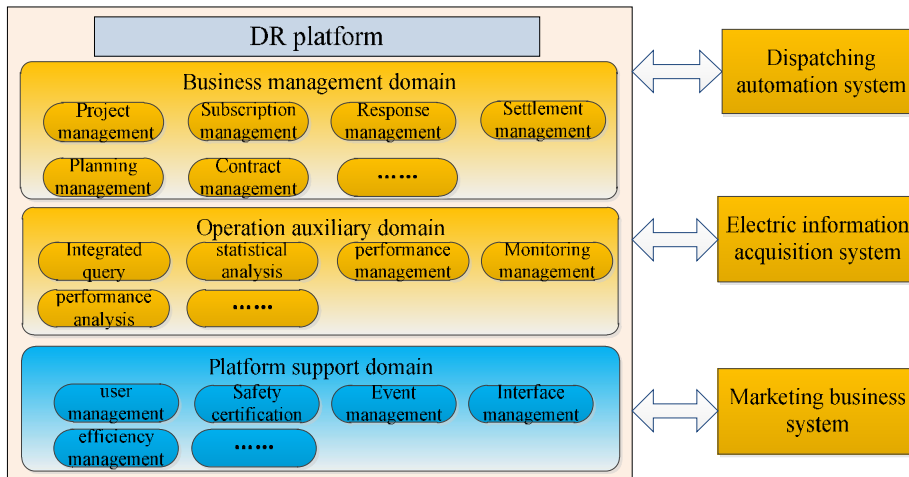 DR platform
Business management domain
Project
management
Subscription
management
Response
management
Settlement
management
Planning
management
Contract
management
……
Operation auxiliary domain
Integrated
query
statistical
analysis
performance
management
Monitoring
management
performance
analysis
……
Platform support domain
user
management
Safety
certification
Event
management
Interface
management
efficiency
management
……
Dispatching
automation system
Electric information
acquisition system
Marketing business
system